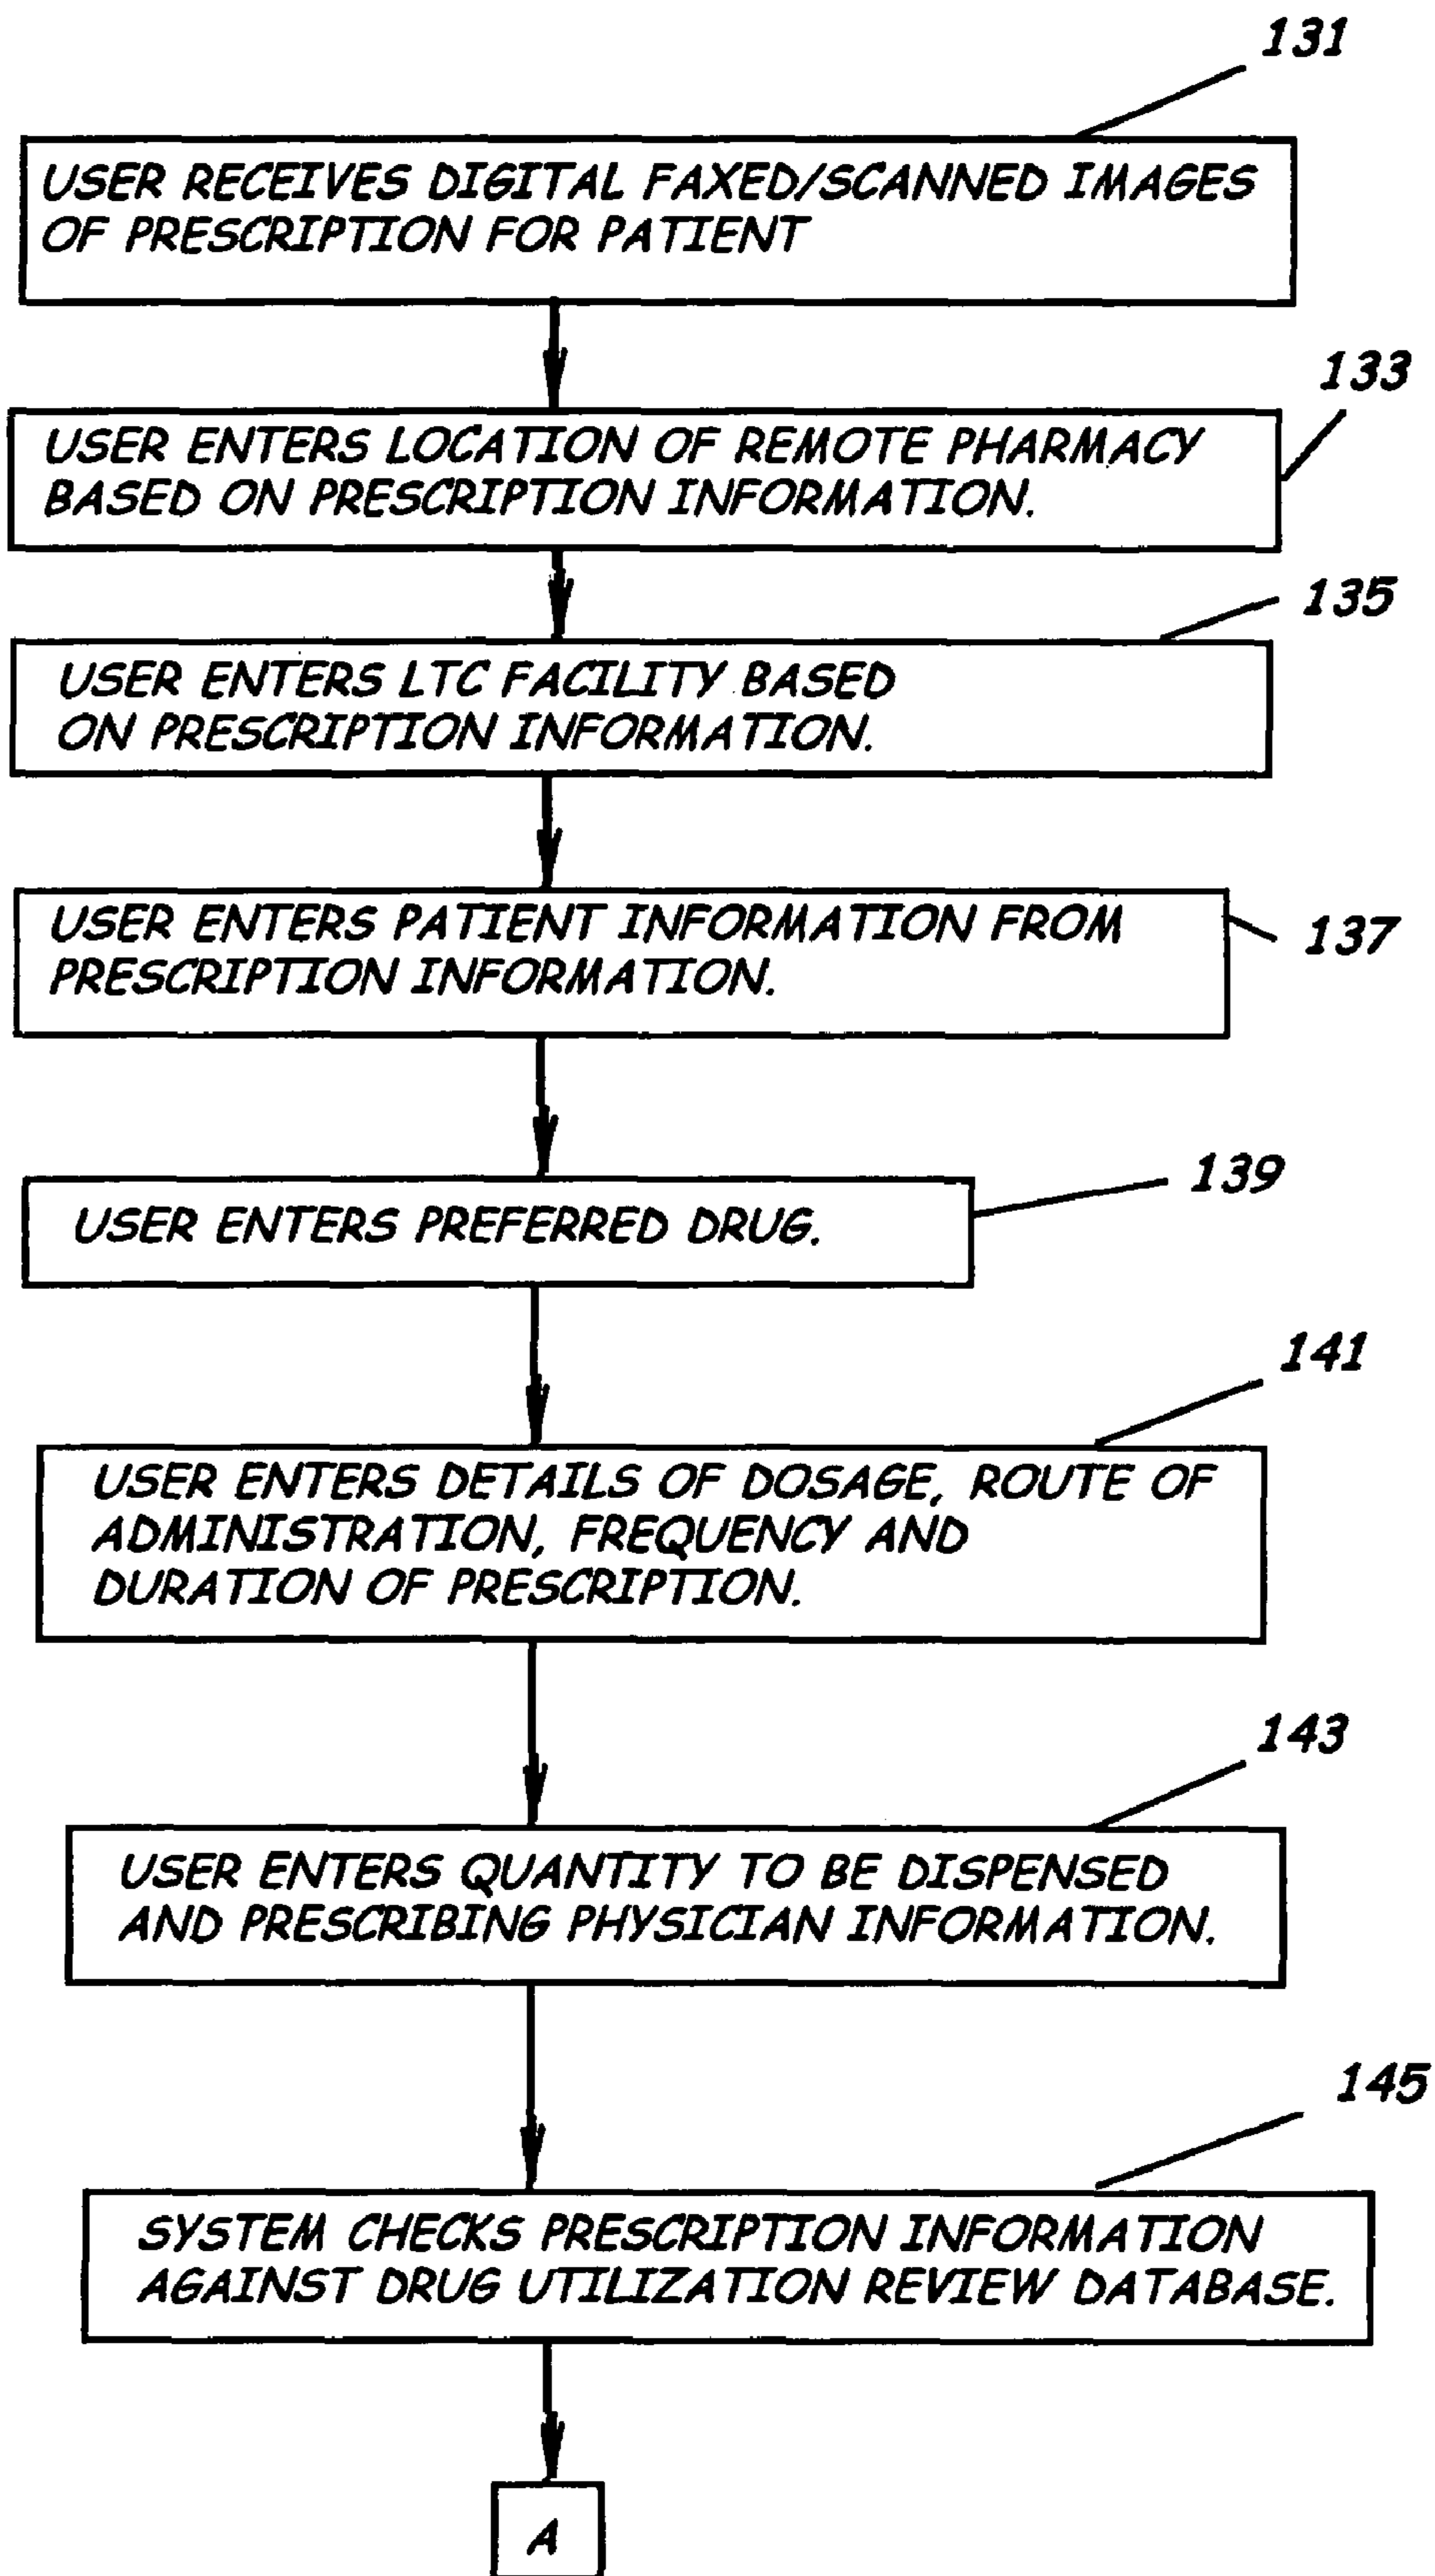 131
USER RECEIVES DIGITAL FAXED/SCANNED IMAGES
OF PRESCRIPTION FOR PATIENT
133
USER ENTERS LOCATION OF REMOTE PHARMACY
BASED ON PRESCRIPTION INFORMATION.
135
USER ENTERS LTC FACILITY BASED
ON PRESCRIPTION INFORMATION.
USER ENTERS PATIENT INFORMATION FROM
137
PRESCRIPTION INFORMATION.
139
USER ENTERS PREFERRED DRUG.
141
USER ENTERS DETAILS OF DOSAGE, ROUTE OF
ADMINISTRATION, FREQUENCY AND
DURATION OF PRESCRIPTION.
143
USER ENTERS QUANTITY TO BE DISPENSED
AND PRESCRIBING PHYSICIAN INFORMATION.
145
SYSTEM CHECKS PRESCRIPTION INFORMATION
AGAINST DRUG UTILIZATION REVIEW DATABASE.
A